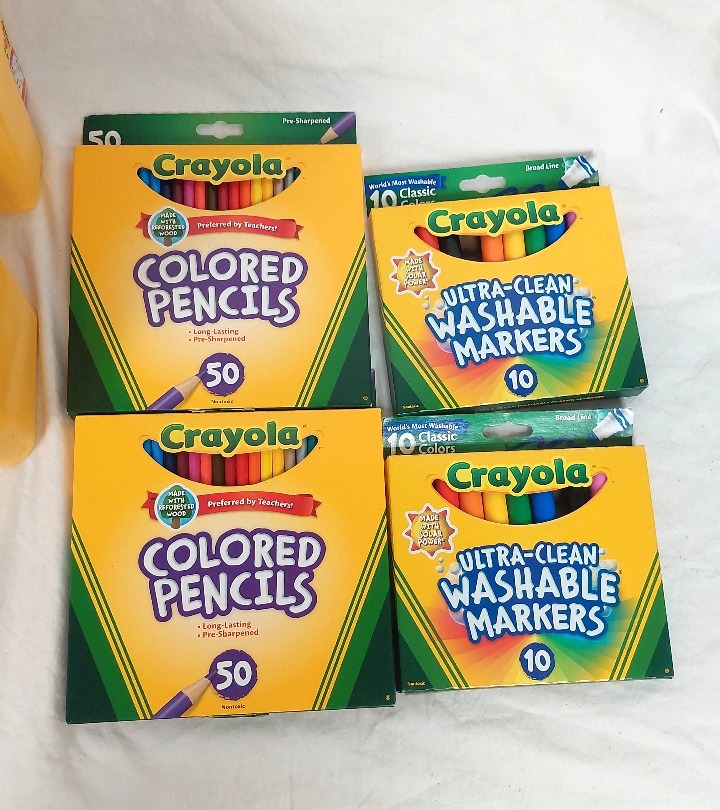 50
Pre-Sharpened
Crayola
MADE
WITH
REFORESTED
WOOD
Preferred by Teachers!
COLORED
PENCILS
• Long-Lasting
• Pre-Sharpened
50
Nontoxic
World's Most Washable
Broad Line
10 Classic
Colors
Crayola
MADE
WITH
SOLAR
POWER!
ULTRA-CLEAN
WASHABLE
MARKERS
10
Nontoxic
Crayola
MADE
WITH
REFORESTED
WOOD
Preferred by Teachers!
COLORED
PENCILS
• Long-Lasting
• Pre-Sharpened
50
Nontoxic
World's Most Washable
Broad Line
10 Classic
Colors
Crayola
MADE
WITH
SOLAR
POWER!
ULTRA-CLEAN
WASHABLE
MARKERS
10
Nontoxic